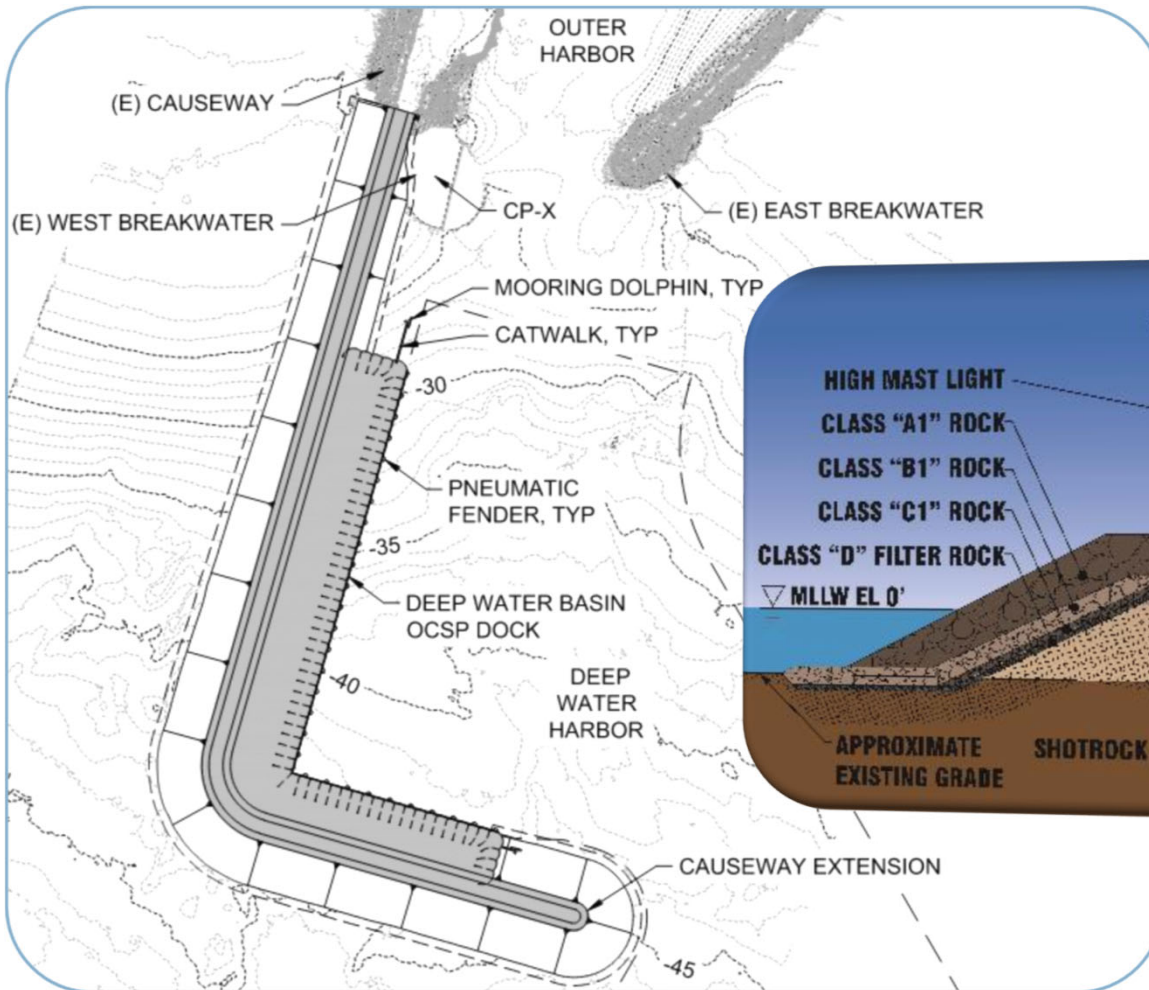 OUTER
HARBOR
(E) CAUSEWAY
(E) WEST BREAKWATER
CP-X
(E) EAST BREAKWATER
MOORING DOLPHIN, TYP
CATWALK, TYP
-30
PNEUMATIC
FENDER, TYP
-35
DEEP WATER BASIN
OCSP DOCK
-40
DEEP
WATER
HARBOR
CAUSEWAY EXTENSION
-45
HIGH MAST LIGHT
CLASS “A1” ROCK
CLASS “B1” ROCK
CLASS “C1” ROCK
CLASS “D” FILTER ROCK
MLLW EL 0'
APPROXIMATE
EXISTING GRADE
SHOTROCK